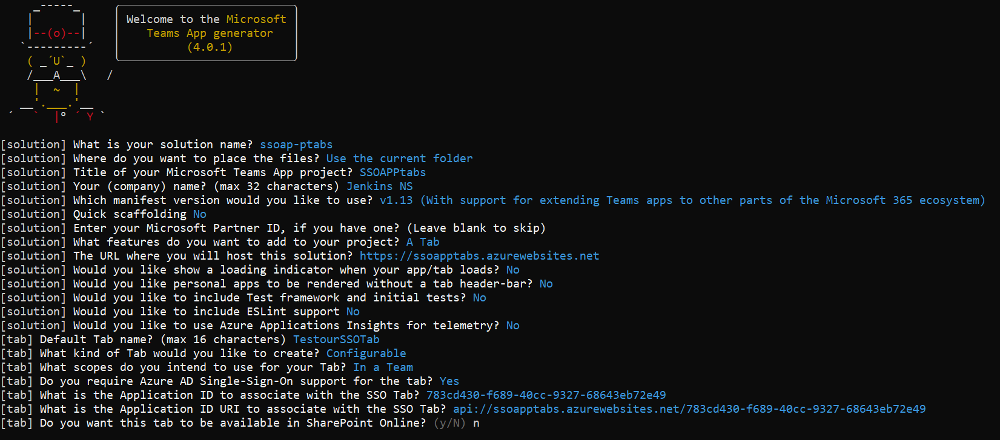 Welcome to the Microsoft
Teams App generator
(4.0.1)
[solution] What is your solution name? ssoap-ptabs
[solution] Where do you want to place the files? Use the current folder
[solution] Title of your Microsoft Teams App project? SSOAPPtabs
[solution] Your (company) name? (max 32 characters) Jenkins NS
[solution] Which manifest version would you like to use? v1.13 (With support for extending Teams apps to other parts of the Microsoft 365 ecosystem)
[solution] Quick scaffolding No
[solution] Enter your Microsoft Partner ID, if you have one? (Leave blank to skip)
[solution] What features do you want to add to your project? A Tab
[solution] The URL where you will host this solution? https://ssoapptabs.azurewebsites.net
[solution] Would you like show a loading indicator when your app/tab loads? No
[solution] Would you like personal apps to be rendered without a tab header-bar? No
[solution] Would you like to include Test framework and initial tests? No
[solution] Would you like to include ESLint support No
[solution] Would you like to use Azure Applications Insights for telemetry? No
[tab] Default Tab name? (max 16 characters) TestourSSOTab
[tab] What kind of Tab would you like to create? Configurable
[tab] What scopes do you intend to use for your Tab? In a Team
[tab] Do you require Azure AD Single-Sign-On support for the tab? Yes
[tab] What is the Application ID to associate with the SSO Tab? 783cd430-f689-40cc-9327-68643eb72e49
[tab] What is the Application ID URI to associate with the SSO Tab? api://ssoapptabs.azurewebsites.net/783cd430-f689-40cc-9327-68643eb72e49
[tab] Do you want this tab to be available in SharePoint Online? (y/N) n